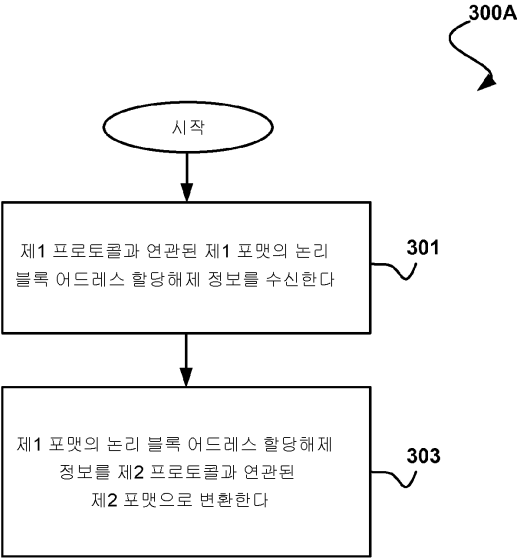 300A
시작
제1 프로토콜과 연관된 제1 포맷의 논리
블록 어드레스 할당해제 정보를 수신한다
301
제1 포맷의 논리 블록 어드레스 할당해제
정보를 제2 프로토콜과 연관된
제2 포맷으로 변환한다
303